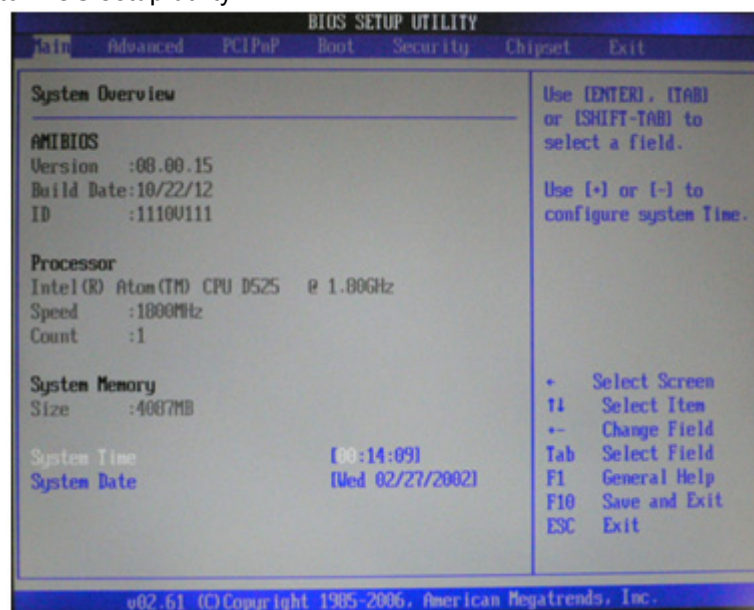 BIOS SETUP UTILITY
Main Advanced PCIPnP Boot Security Chipset Exit
System Overview
AMIBIOS
Version :08.00.15
Build Date:10/22/12
ID :1110V111
Processor
Intel(R) Atom(TM) CPU D525 @ 1.80GHz
Speed :1800MHz
Count :1
System Memory
Size :4087MB
System Time [00:14:09]
System Date [Wed 02/27/2002]
Use [ENTER], [TAB]
or [SHIFT-TAB] to
select a field.
Use [+] or [-] to
configure system Time.
← Select Screen
↑↓ Select Item
+- Change Field
Tab Select Field
F1 General Help
F10 Save and Exit
ESC Exit
v02.61 (C)Copyright 1985-2006, American Megatrends, Inc.